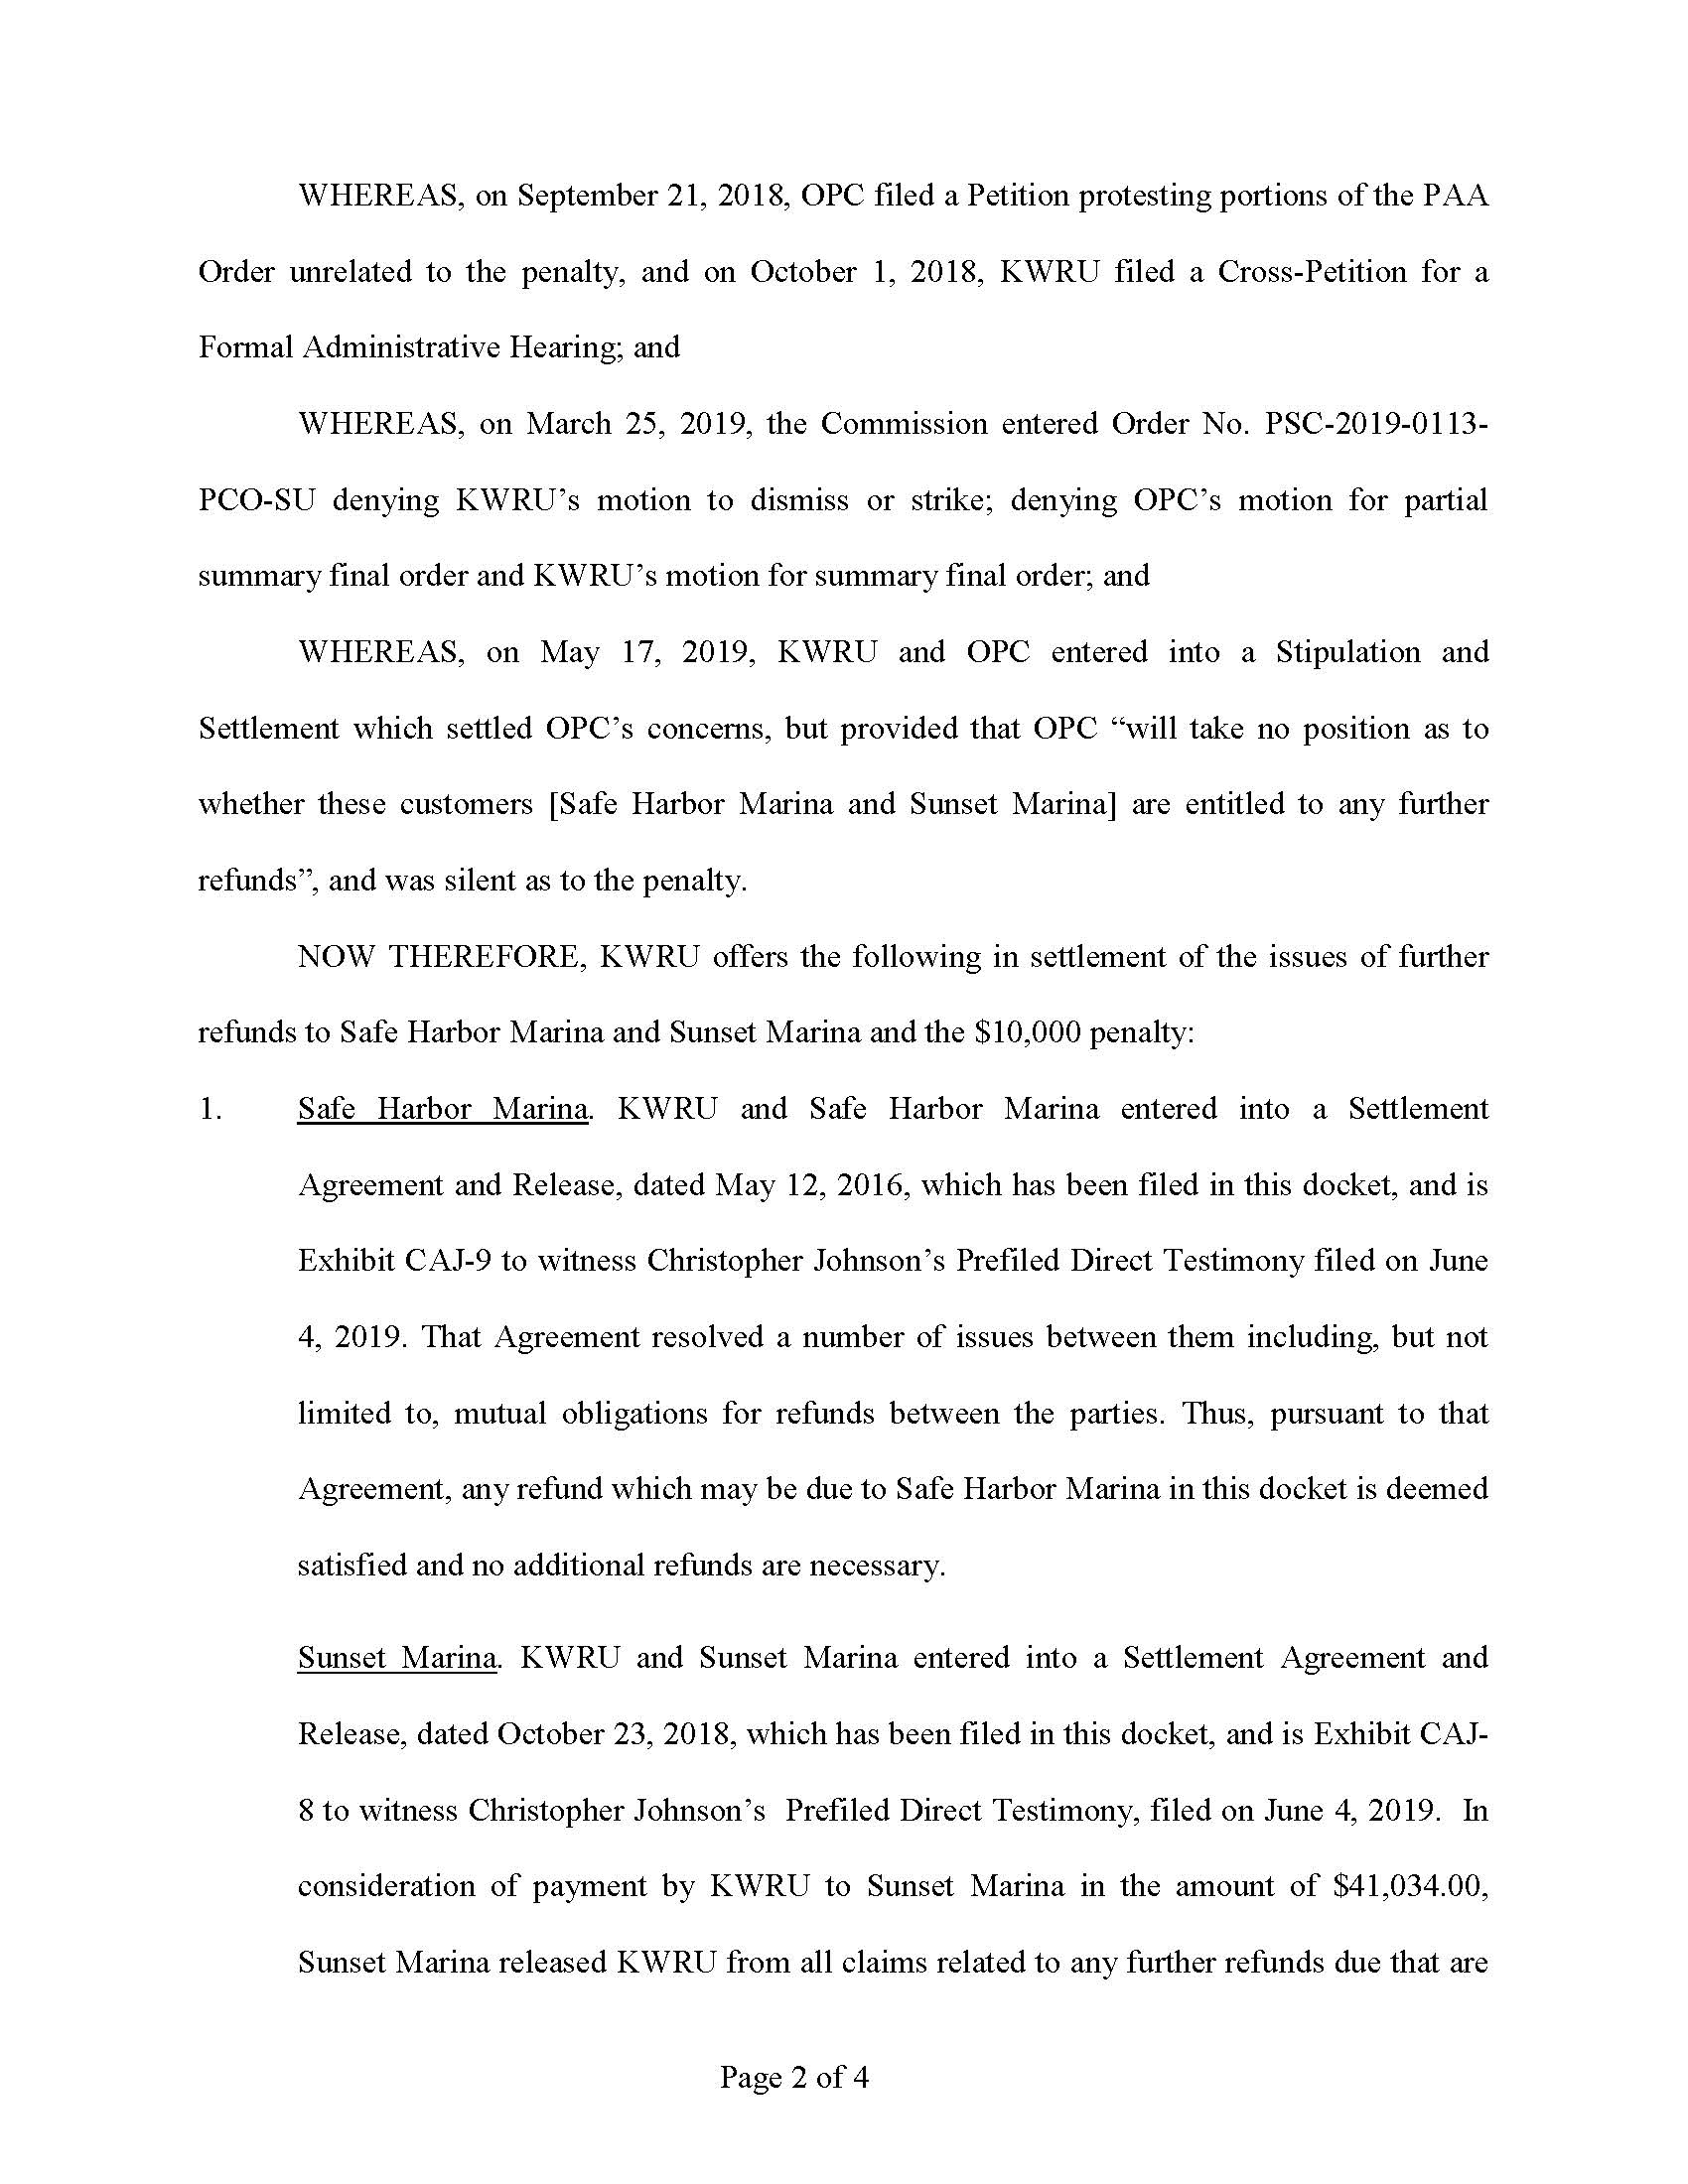 WHEREAS, on September 21, 2018, OPC filed a Petition protesting portions of the PAA
Order unrelated to the penalty, and on October 1, 2018, KWRU filed a Cross-Petition for a
Formal Administrative Hearing; and
WHEREAS, on March 25, 2019, the Commission entered Order No. PSC-2019-0113-
PCO-SU denying KWRU’s motion to dismiss or strike; denying OPC’s motion for partial
summary final order and KWRU’s motion for summary final order; and
WHEREAS, on May 17, 2019, KWRU and OPC entered into a Stipulation and
Settlement which settled OPC’s concerns, but provided that OPC “will take no position as to
whether these customers [Safe Harbor Marina and Sunset Marina] are entitled to any further
refunds”, and was silent as to the penalty.
NOW THEREFORE, KWRU offers the following in settlement of the issues of further
refunds to Safe Harbor Marina and Sunset Marina and the $10,000 penalty:
1. Safe Harbor Marina. KWRU and Safe Harbor Marina entered into a Settlement
Agreement and Release, dated May 12, 2016, which has been filed in this docket, and is
Exhibit CAJ-9 to witness Christopher Johnson’s Prefiled Direct Testimony filed on June
4, 2019. That Agreement resolved a number of issues between them including, but not
limited to, mutual obligations for refunds between the parties. Thus, pursuant to that
Agreement, any refund which may be due to Safe Harbor Marina in this docket is deemed
satisfied and no additional refunds are necessary.
Sunset Marina. KWRU and Sunset Marina entered into a Settlement Agreement and
Release, dated October 23, 2018, which has been filed in this docket, and is Exhibit CAJ-
8 to witness Christopher Johnson’s  Prefiled Direct Testimony, filed on June 4, 2019.  In
consideration of payment by KWRU to Sunset Marina in the amount of $41,034.00,
Sunset Marina released KWRU from all claims related to any further refunds due that are
Page 2 of 4